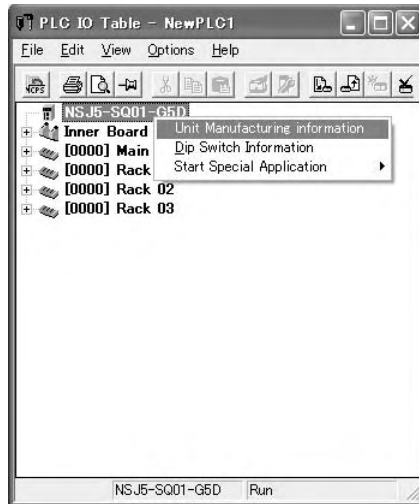 PLC IO Table - NewPLC1
File Edit View Options Help
NSJ5-SQ01-G5D
Inner Board
Unit Manufacturing information
[0000] Main
Dip Switch Information
[0000] Rack
Start Special Application
[0000] Rack 02
[0000] Rack 03
NSJ5-SQ01-G5D Run